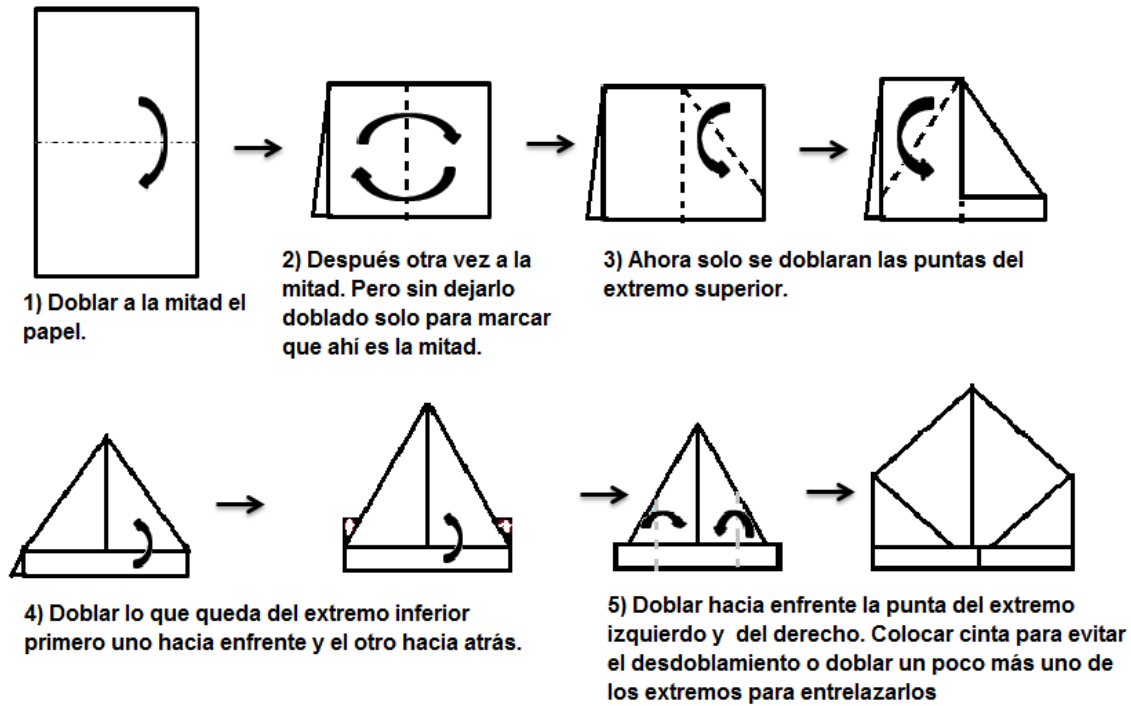 1) Doblar a la mitad el
papel.
2) Después otra vez a la
mitad. Pero sin dejarlo
doblado solo para marcar
que ahí es la mitad.
3) Ahora solo se doblaran las puntas del
extremo superior.
4) Doblar lo que queda del extremo inferior
primero uno hacia enfrente y el otro hacia atrás.
5) Doblar hacia enfrente la punta del extremo
izquierdo y del derecho. Colocar cinta para evitar
el desdoblamiento o doblar un poco más uno de
los extremos para entrelazarlos